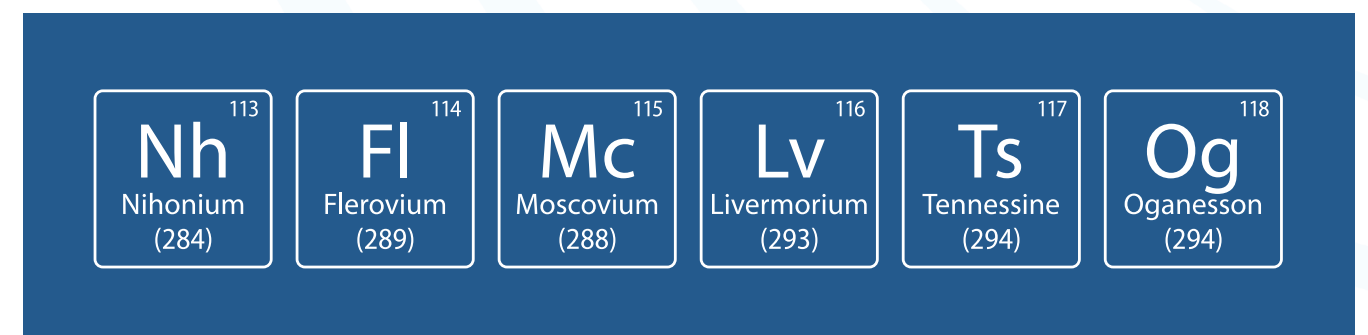 113
Nh
Nihonium
(284)
114
Fl
Flerovium
(289)
115
Mc
Moscovium
(288)
116
Lv
Livermorium
(293)
117
Ts
Tennessine
(294)
118
Og
Oganesson
(294)